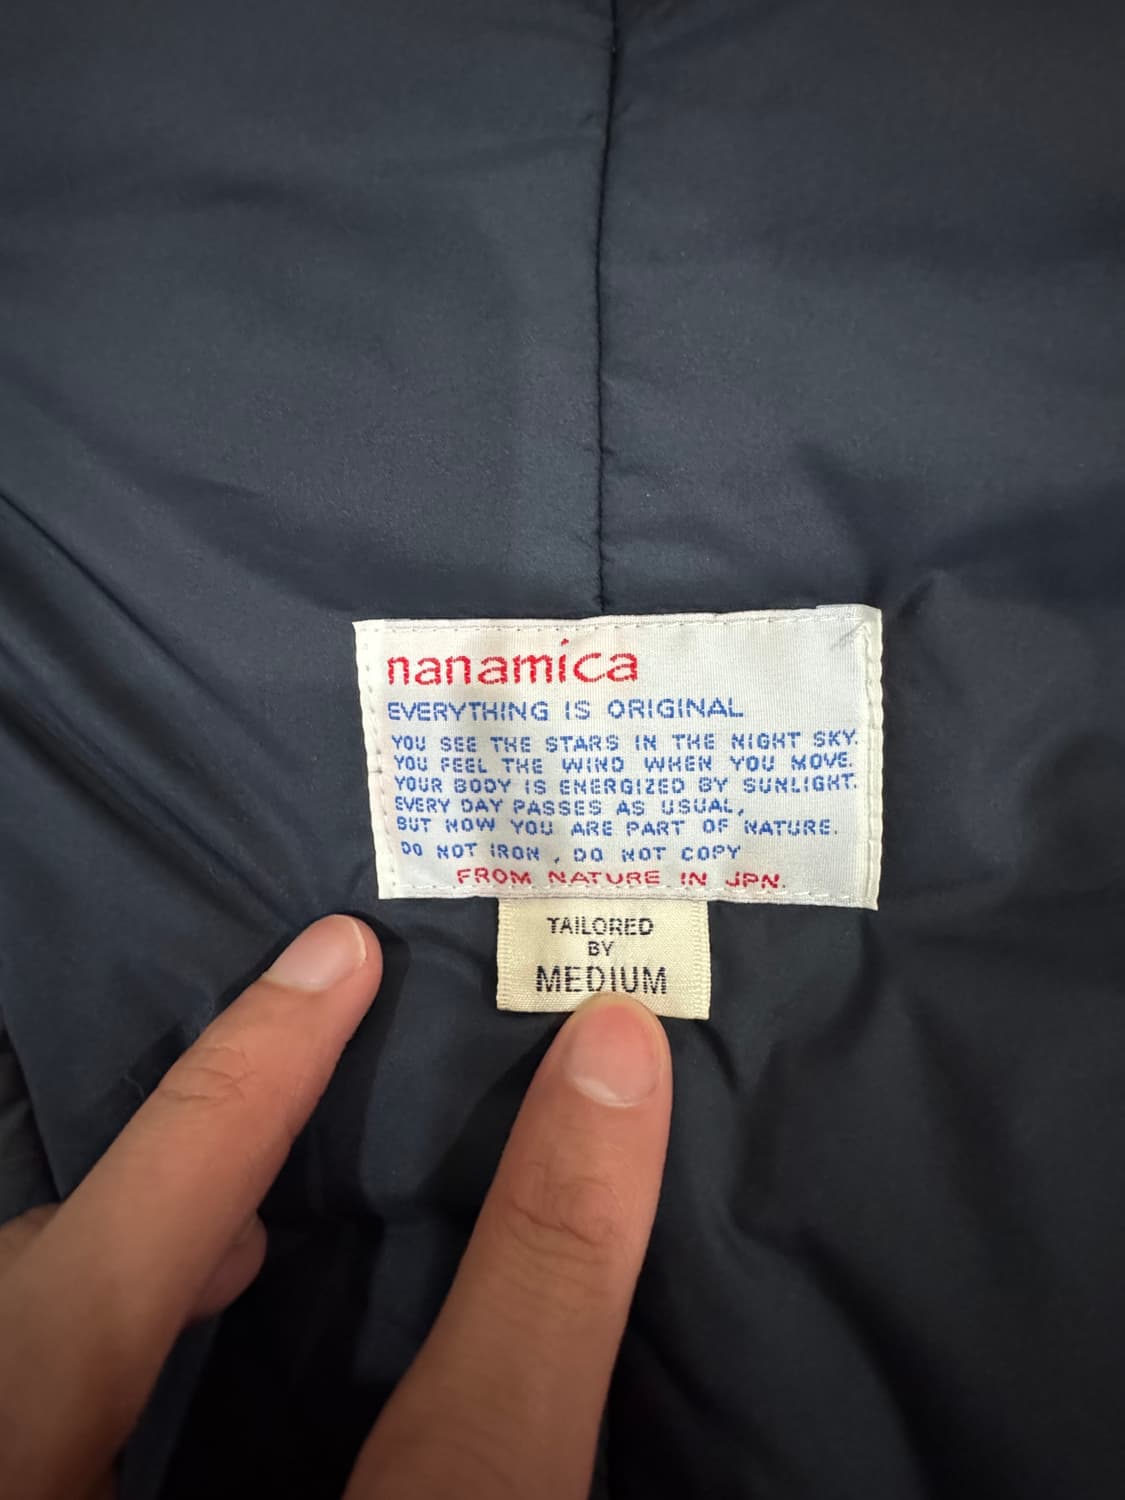 nanamica
EVERYTHING IS ORIGINAL
YOU SEE THE STARS IN THE NIGHT SKY.
YOU FEEL THE WIND WHEN YOU MOVE.
YOUR BODY IS ENERGIZED BY SUNLIGHT.
EVERY DAY PASSES AS USUAL,
BUT NOW YOU ARE PART OF NATURE.
DO NOT IRON , DO NOT COPY
FROM NATURE IN JPN.
TAILORED
BY
MEDIUM